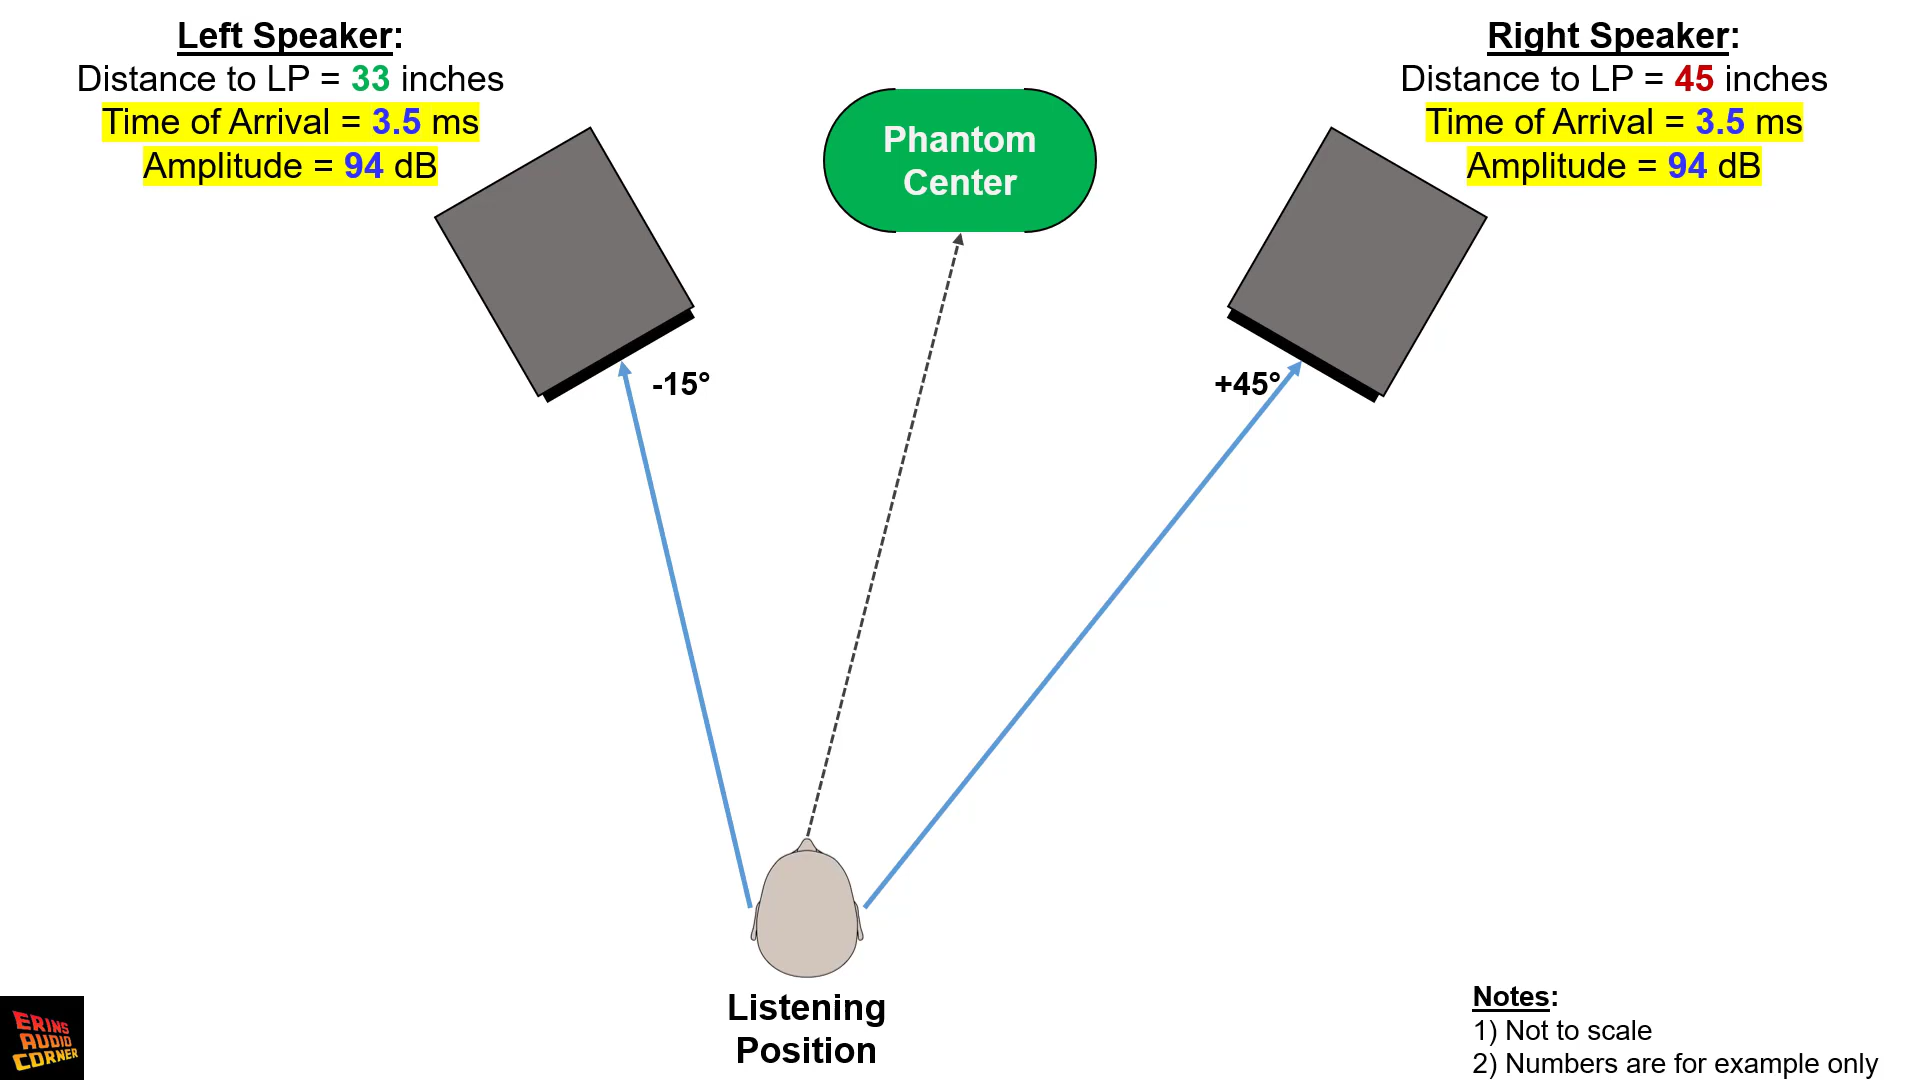 Left Speaker:
Distance to LP = 33 inches
Time of Arrival = 3.5 ms
Amplitude = 94 dB
Right Speaker:
Distance to LP = 45 inches
Time of Arrival = 3.5 ms
Amplitude = 94 dB
Phantom
Center
-15°
+45°
Listening
Position
Notes:
1) Not to scale
2) Numbers are for example only
ERINS
AUDIO
CORNER